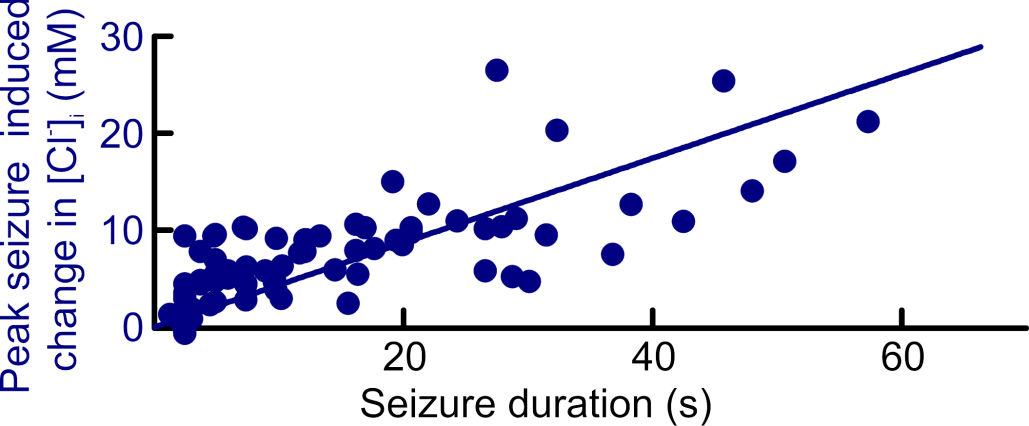 Peak seizure induced
change in [Cl-]i (mM)
30
20
10
0
20 40 60
Seizure duration (s)